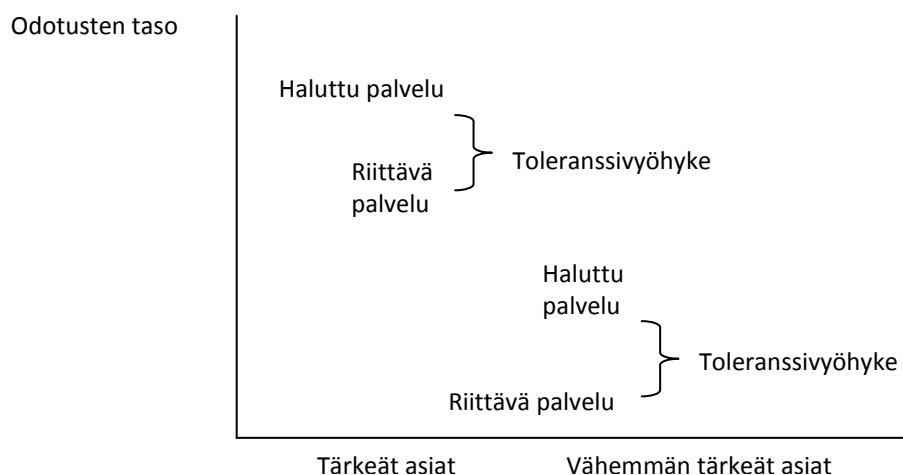 Odotusten taso
Haluttu palvelu
Riittävä
palvelu
Toleranssivyöhyke
Haluttu
palvelu
Toleranssivyöhyke
Riittävä palvelu
Tärkeät asiat
Vähemmän tärkeät asiat